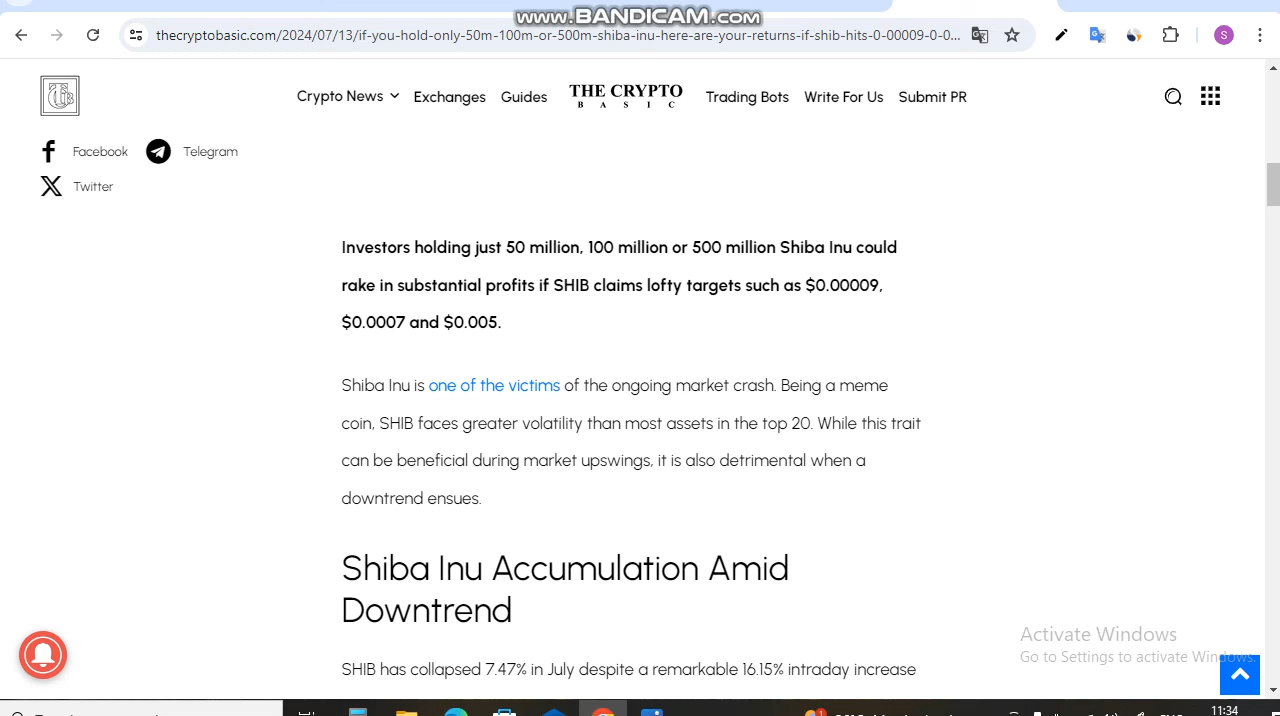 www.BANDICAM.com
thecryptobasic.com/2024/07/13/if-you-hold-only-50m-100m-or-500m-shiba-inu-here-are-your-returns-if-shib-hits-0-00009-0-0...
S
Crypto News
Exchanges
Guides
THE CRYPTO
BASIC
Trading Bots
Write For Us
Submit PR
Facebook
Telegram
Twitter
Investors holding just 50 million, 100 million or 500 million Shiba Inu could
rake in substantial profits if SHIB claims lofty targets such as $0.00009,
$0.0007 and $0.005.
Shiba Inu is one of the victims of the ongoing market crash. Being a meme
coin, SHIB faces greater volatility than most assets in the top 20. While this trait
can be beneficial during market upswings, it is also detrimental when a
downtrend ensues.
Shiba Inu Accumulation Amid
Downtrend
SHIB has collapsed 7.47% in July despite a remarkable 16.15% intraday increase
Activate Windows
Go to Settings to activate Windows.
11:34